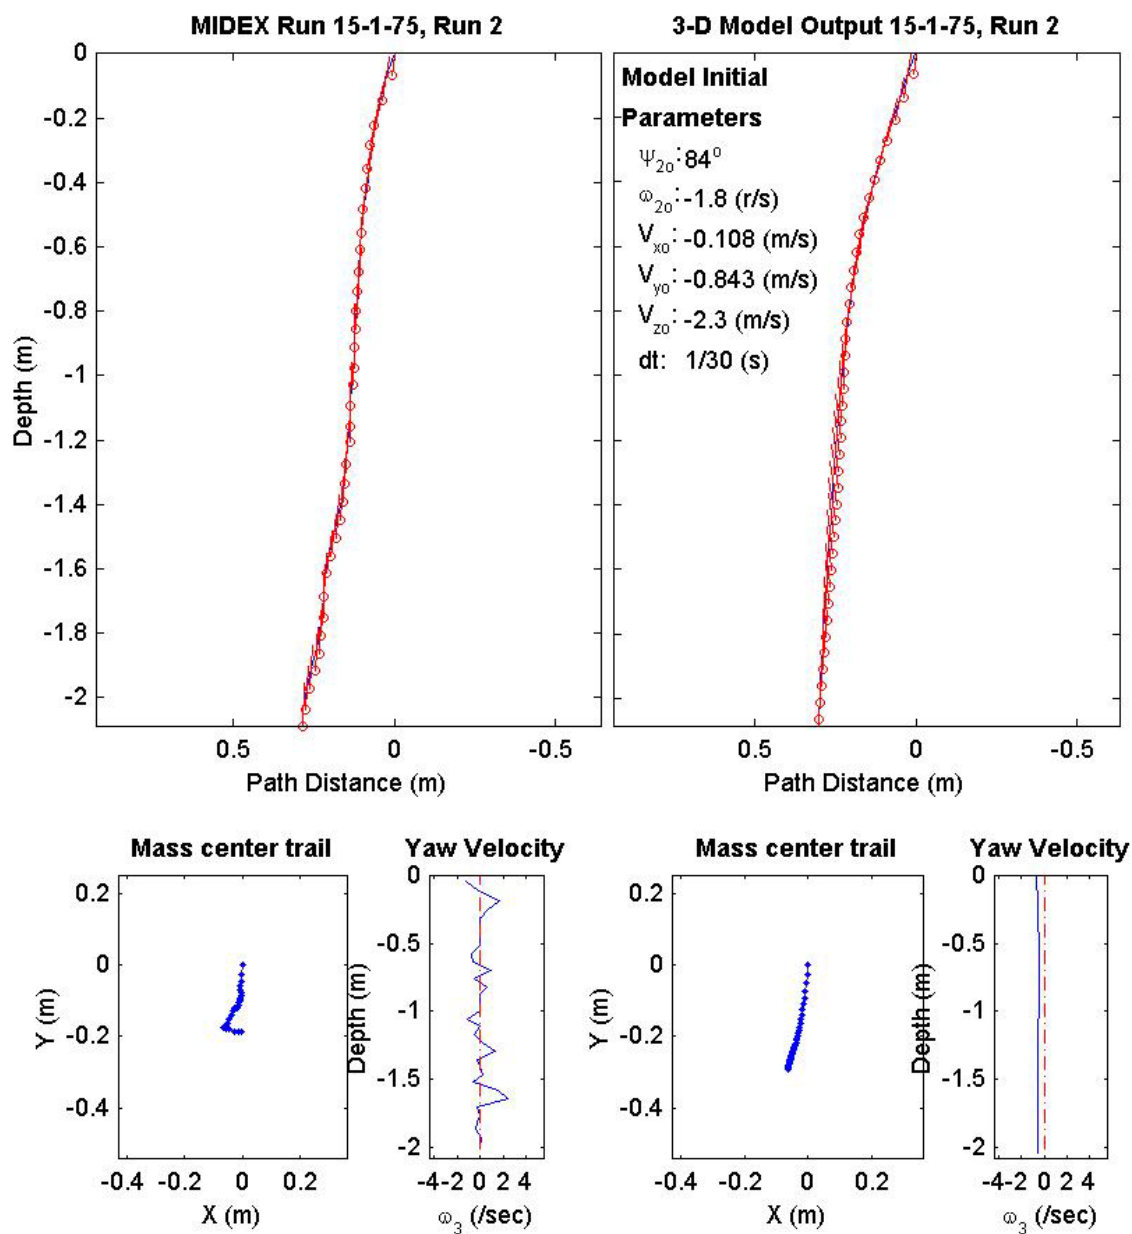 MIDEX Run 15-1-75, Run 2
0
-0.2
-0.4
-0.6
-0.8
-1
-1.2
-1.4
-1.6
-1.8
-2
Depth (m)
0.5 0 -0.5
Path Distance (m)
3-D Model Output 15-1-75, Run 2
Model Initial
Parameters
Ψ2o: 84o
ω2o: -1.8 (r/s)
Vxo: -0.108 (m/s)
Vyo: -0.843 (m/s)
Vzo: -2.3 (m/s)
dt: 1/30 (s)
0.5 0 -0.5
Path Distance (m)
Mass center trail
0.2
0
-0.2
-0.4
Y (m)
-0.4 -0.2 0 0.2
X (m)
Yaw Velocity
0
-0.5
-1
-1.5
-2
Depth (m)
-4 -2 0 2 4
ω3 (/sec)
Mass center trail
0.2
0
-0.2
-0.4
Y (m)
-0.4 -0.2 0 0.2
X (m)
Yaw Velocity
0
-0.5
-1
-1.5
-2
Depth (m)
-4 -2 0 2 4
ω3 (/sec)